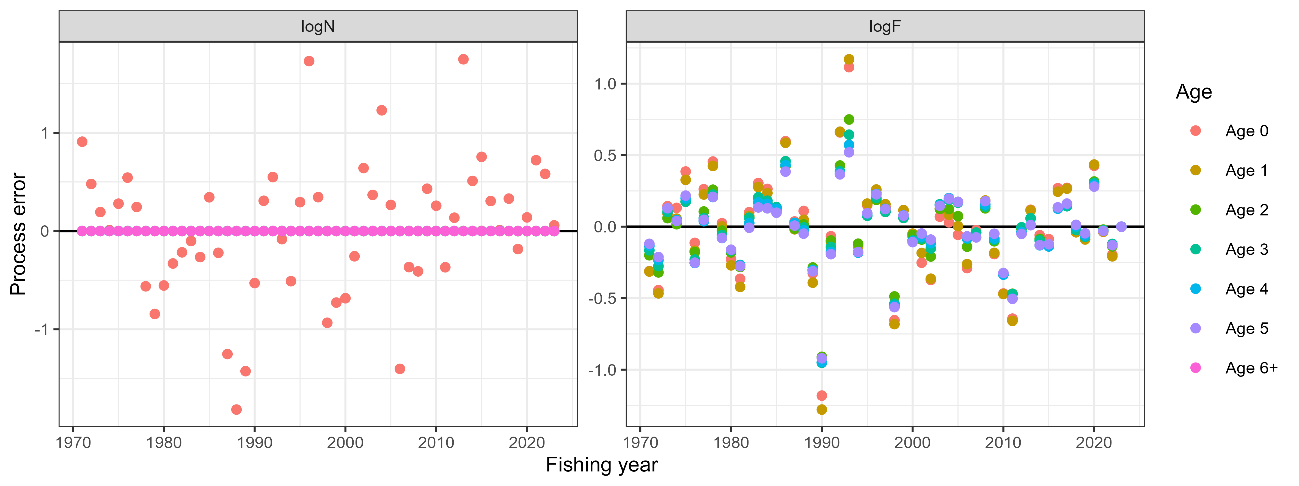 logN
logF
Process error
1
0
-1
1970
1980
1990
2000
2010
2020
1.0
0.5
0.0
-0.5
-1.0
1970
1980
1990
2000
2010
2020
Fishing year
Age
Age 0
Age 1
Age 2
Age 3
Age 4
Age 5
Age 6+